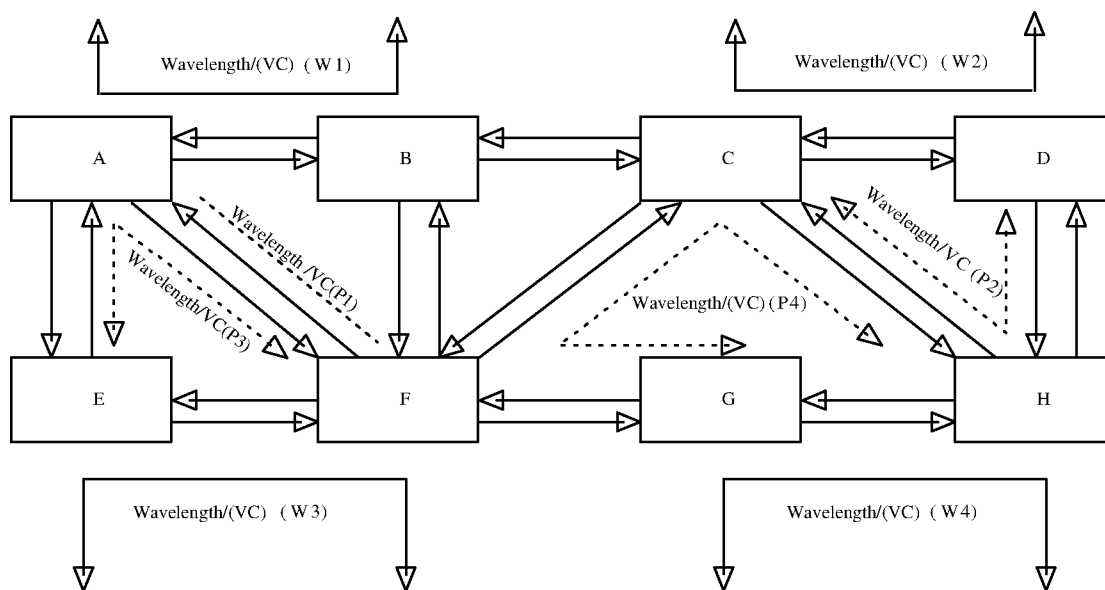 Wavelength/(VC) ( W1 )
Wavelength/(VC) ( W2 )
A
B
C
D
Wavelength /VC(P1)
Wavelength/VC(P3)
Wavelength/(VC) ( P4)
Wavelength/VC (P2)
E
F
G
H
Wavelength/(VC) ( W3 )
Wavelength/(VC) ( W4 )